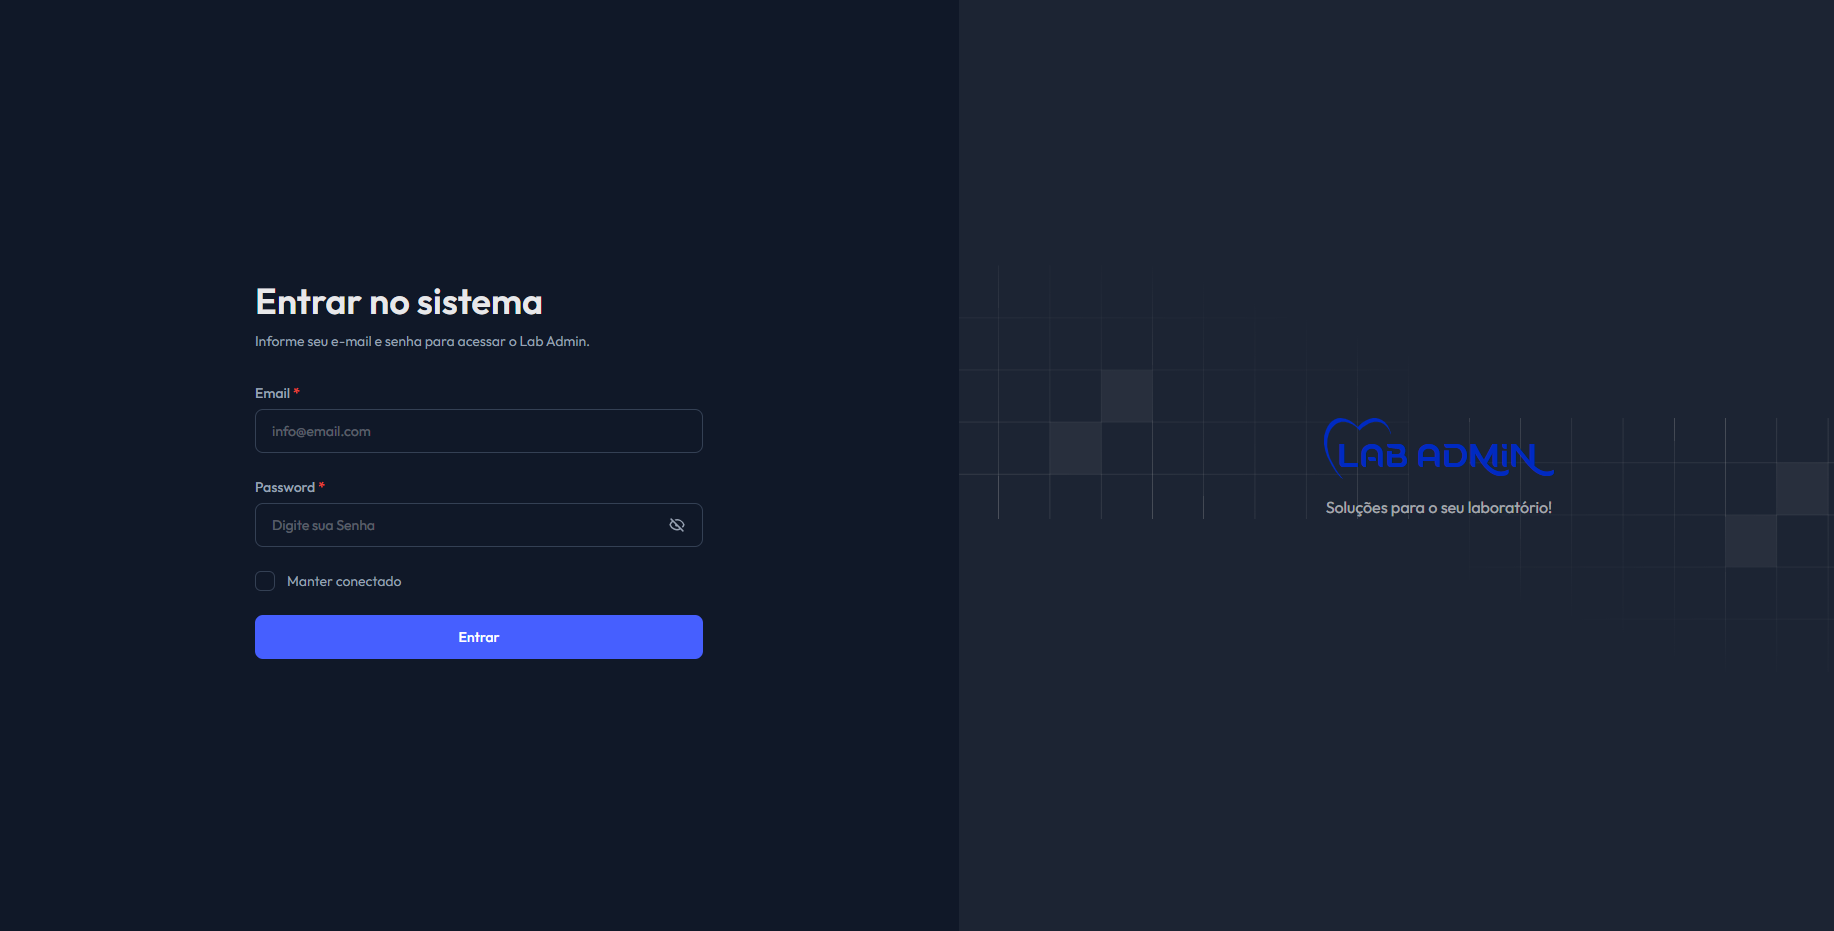 Entrar no sistema
Informe seu e-mail e senha para acessar o Lab Admin.
Email *
info@email.com
Password *
Digite sua Senha
Manter conectado
Entrar
LAB ADMiN
Soluções para o seu laboratório!